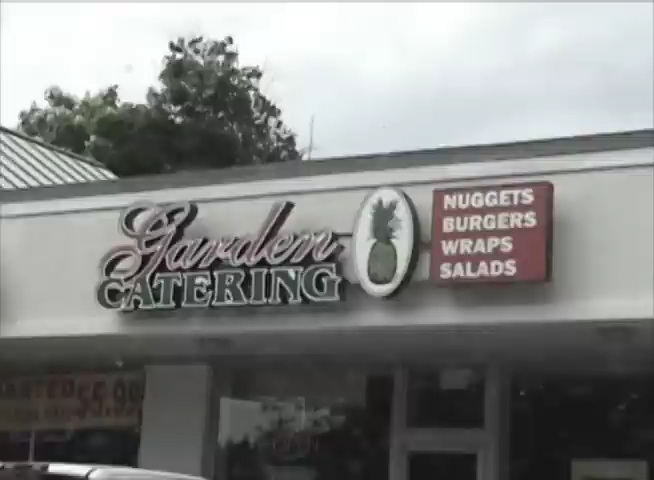 Garden
CATERING
NUGGETS
BURGERS
WRAPS
SALADS